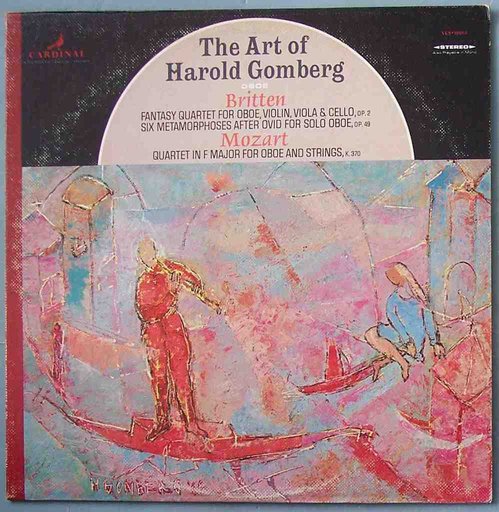 CARDINAL
STEREO
The Art of
Harold Gomberg
OBOE
Britten
FANTASY QUARTET FOR OBOE, VIOLIN, VIOLA & CELLO, OP. 2
SIX METAMORPHOSES AFTER OVID FOR SOLO OBOE, OP. 49
Mozart
QUARTET IN F MAJOR FOR OBOE AND STRINGS, K. 370
H GOMBERG